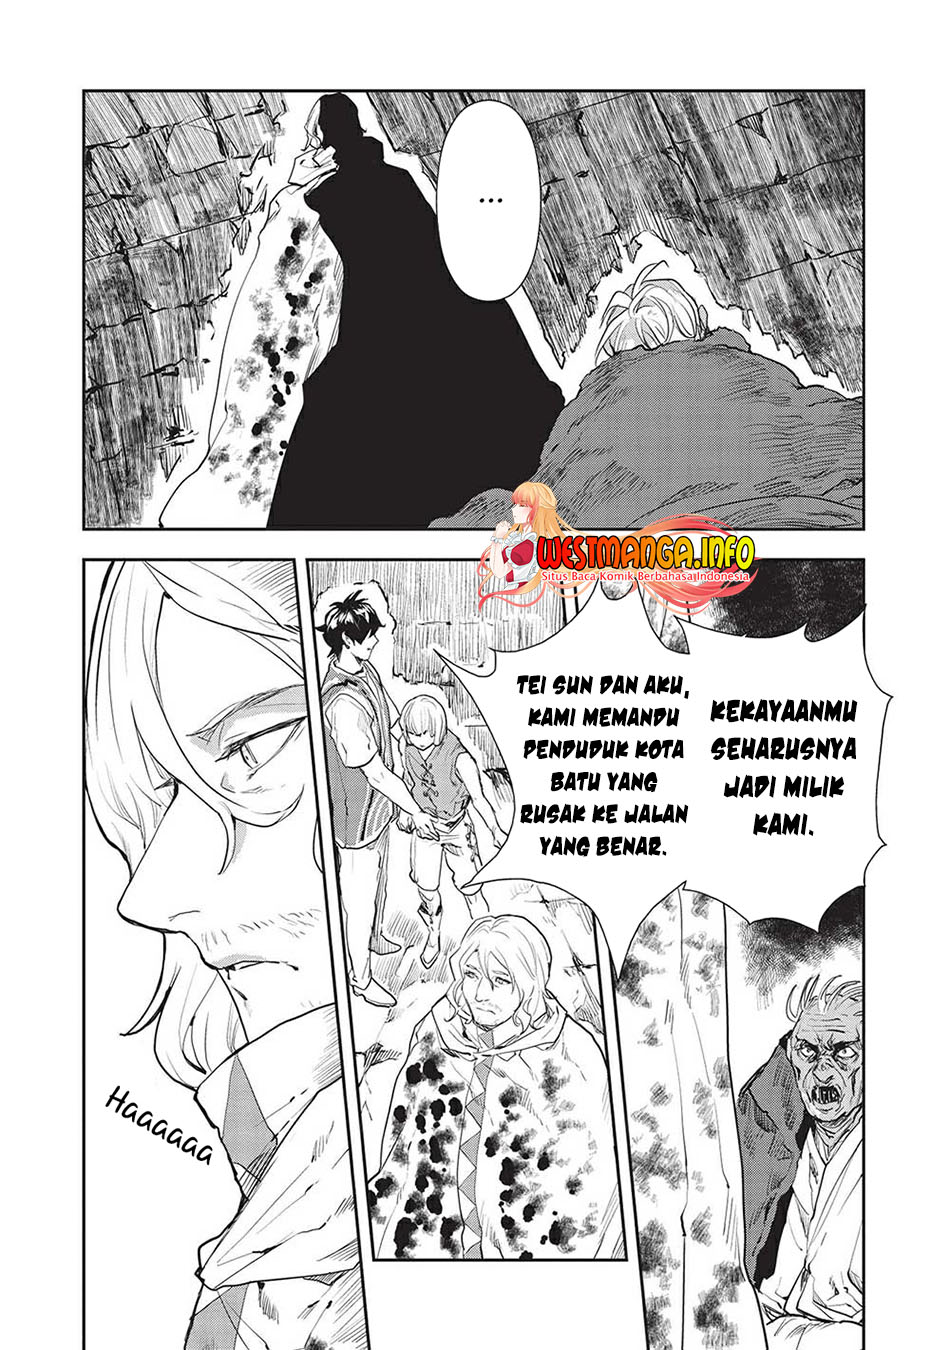 ...
WESTMANGA.INFO
Situs Baca Komik Berbahasa Indonesia
KEKAYAANMU
SEHARUSNYA
JADI MILIK
KAMI.
TEI SUN DAN AKU,
KAMI MEMANDU
PENDUDUK KOTA
BATU YANG
RUSAK KE JALAN
YANG BENAR.
Haaaaaa